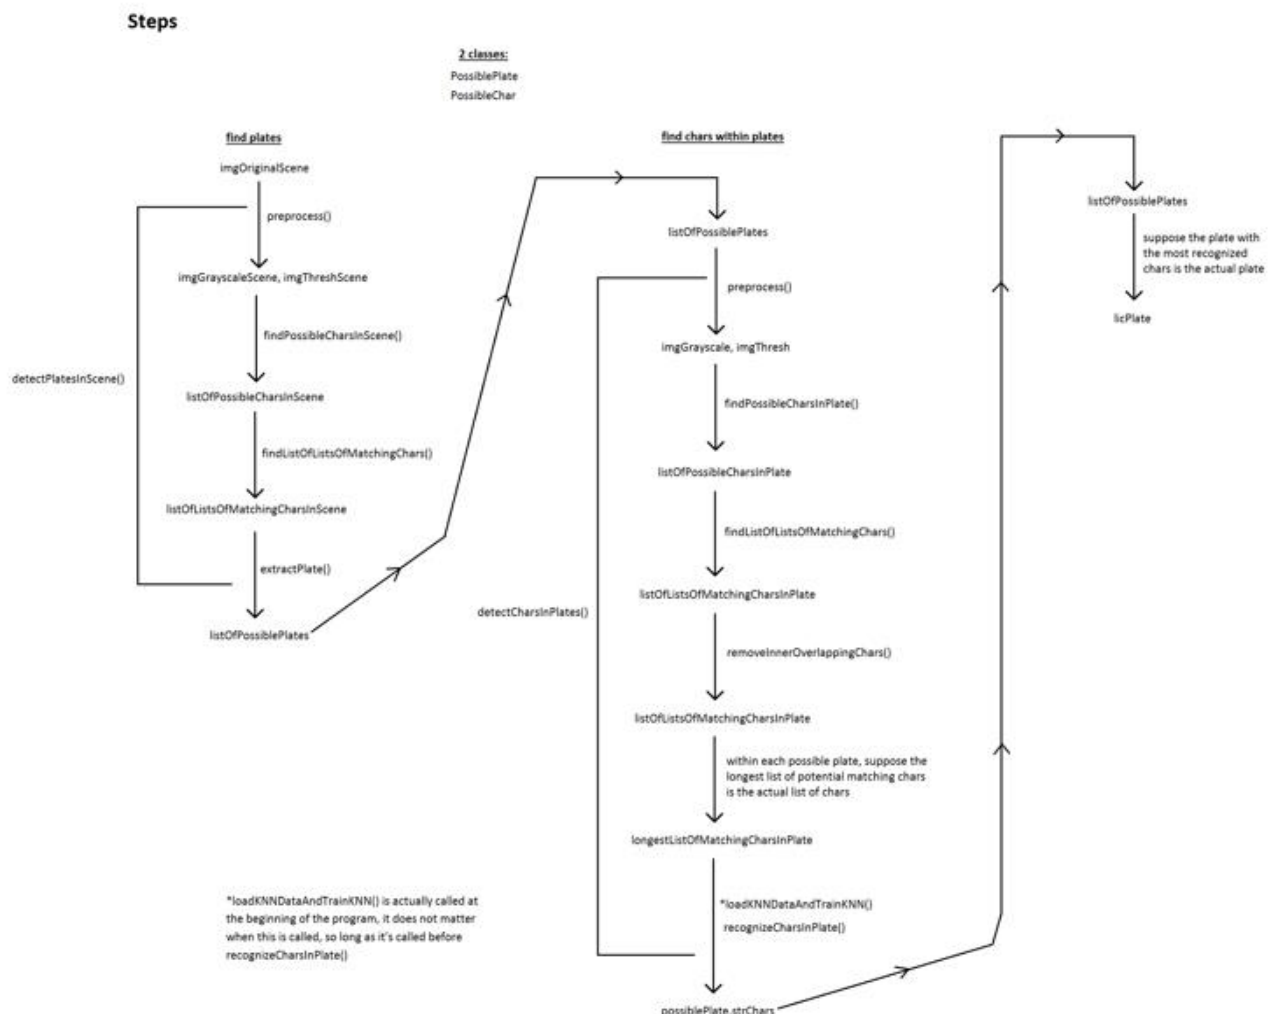 Steps
2 classes:
PossiblePlate
PossibleChar
find plates
imgOriginalScene
preprocess()
imgGrayscaleScene, imgThreshScene
findPossibleCharsInScene()
detectPlatesInScene()
listOfPossibleCharsInScene
findListOfListsOfMatchingChars()
listOfListsOfMatchingCharsInScene
extractPlate()
listOfPossiblePlates
find chars within plates
listOfPossiblePlates
preprocess()
imgGrayscale, imgThresh
findPossibleCharsInPlate()
listOfPossibleCharsInPlate
findListOfListsOfMatchingChars()
listOfListsOfMatchingCharsInPlate
detectCharsInPlates()
removeInnerOverlappingChars()
listOfListsOfMatchingCharsInPlate
within each possible plate, suppose the
longest list of potential matching chars
is the actual list of chars
longestListOfMatchingCharsInPlate
*loadKNNDataAndTrainKNN()
recognizeCharsInPlate()
possiblePlate.strChars
listOfPossiblePlates
suppose the plate with
the most recognized
chars is the actual plate
licPlate
*loadKNNDataAndTrainKNN() is actually called at
the beginning of the program, it does not matter
when this is called, so long as it's called before
recognizeCharsInPlate()